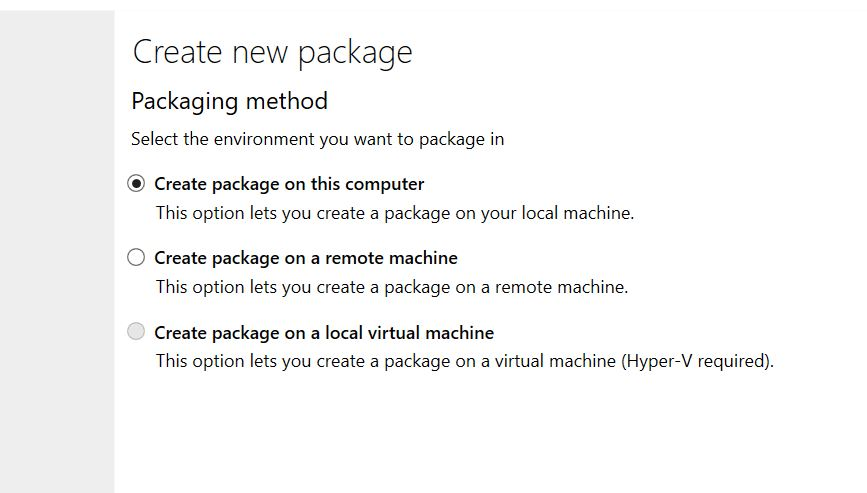 Create new package
Packaging method
Select the environment you want to package in
Create package on this computer
This option lets you create a package on your local machine.
Create package on a remote machine
This option lets you create a package on a remote machine.
Create package on a local virtual machine
This option lets you create a package on a virtual machine (Hyper-V required).